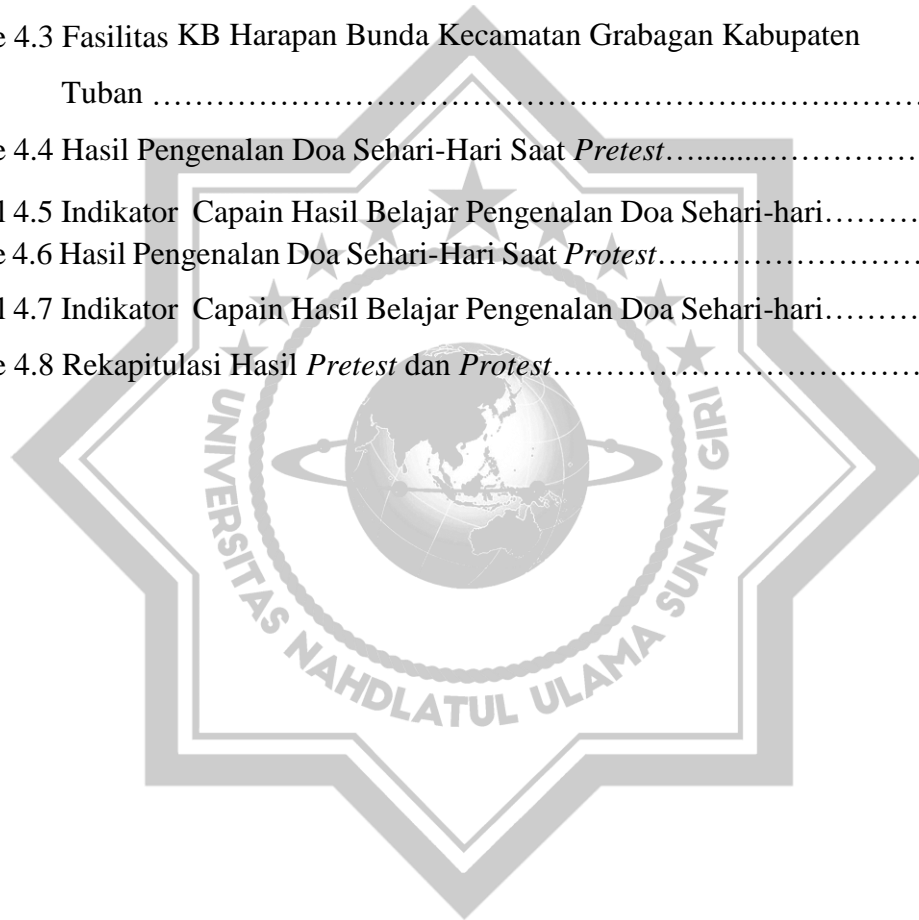 e 4.3 Fasilitas KB Harapan Bunda Kecamatan Grabagan Kabupaten
Tuban ……………………………………………………………………
e 4.4 Hasil Pengenalan Doa Sehari-Hari Saat Pretest….........……………
l 4.5 Indikator  Capain Hasil Belajar Pengenalan Doa Sehari-hari………
e 4.6 Hasil Pengenalan Doa Sehari-Hari Saat Protest……………………
l 4.7 Indikator  Capain Hasil Belajar Pengenalan Doa Sehari-hari………
e 4.8 Rekapitulasi Hasil Pretest dan Protest………………………………
UNIVERSITAS NAHDLATUL ULAMA SUNAN GIRI